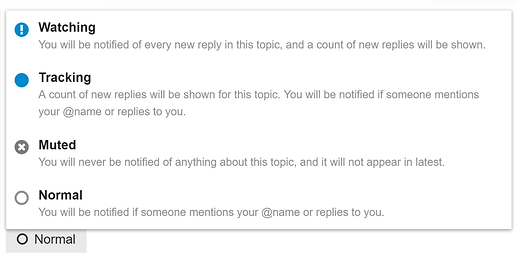 Watching
You will be notified of every new reply in this topic, and a count of new replies will be shown.
Tracking
A count of new replies will be shown for this topic. You will be notified if someone mentions
your @name or replies to you.
Muted
You will never be notified of anything about this topic, and it will not appear in latest.
Normal
You will be notified if someone mentions your @name or replies to you.
Normal